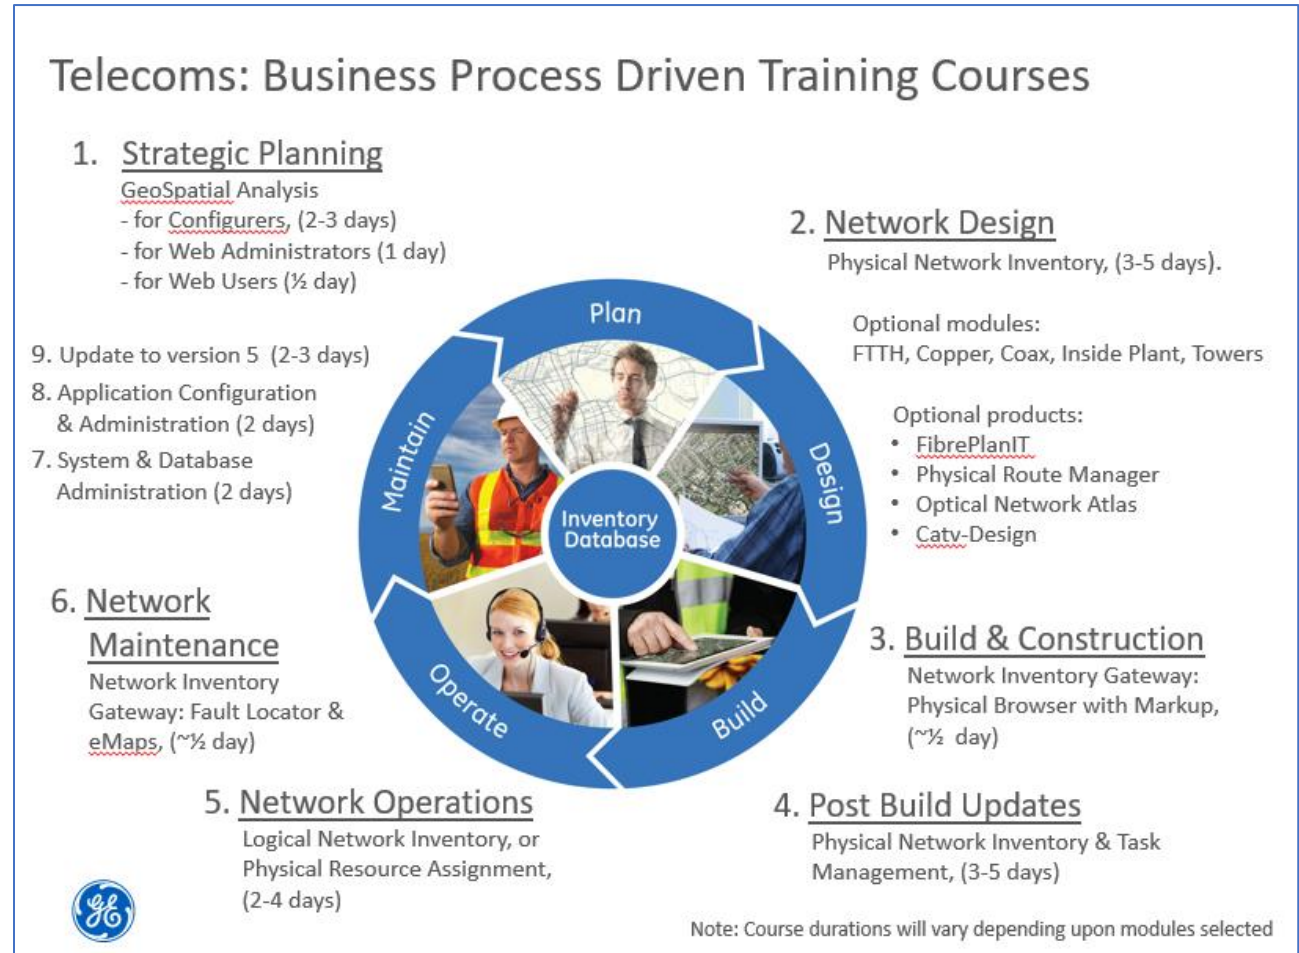 Telecoms: Business Process Driven Training Courses
1. Strategic Planning
GeoSpatial Analysis
- for Configurers, (2-3 days)
- for Web Administrators (1 day)
- for Web Users (½ day)
2. Network Design
Physical Network Inventory, (3-5 days).
Optional modules:
FTTH, Copper, Coax, Inside Plant, Towers
Optional products:
• FibrePlanIT
• Physical Route Manager
• Optical Network Atlas
• Catv-Design
3. Build & Construction
Network Inventory Gateway:
Physical Browser with Markup,
(~½ day)
4. Post Build Updates
Physical Network Inventory & Task
Management, (3-5 days)
5. Network Operations
Logical Network Inventory, or
Physical Resource Assignment,
(2-4 days)
6. Network
Maintenance
Network Inventory
Gateway: Fault Locator &
eMaps, (~½ day)
9. Update to version 5 (2-3 days)
8. Application Configuration
& Administration (2 days)
7. System & Database
Administration (2 days)
Plan
Design
Build
Operate
Maintain
Inventory
Database
GE
Note: Course durations will vary depending upon modules selected